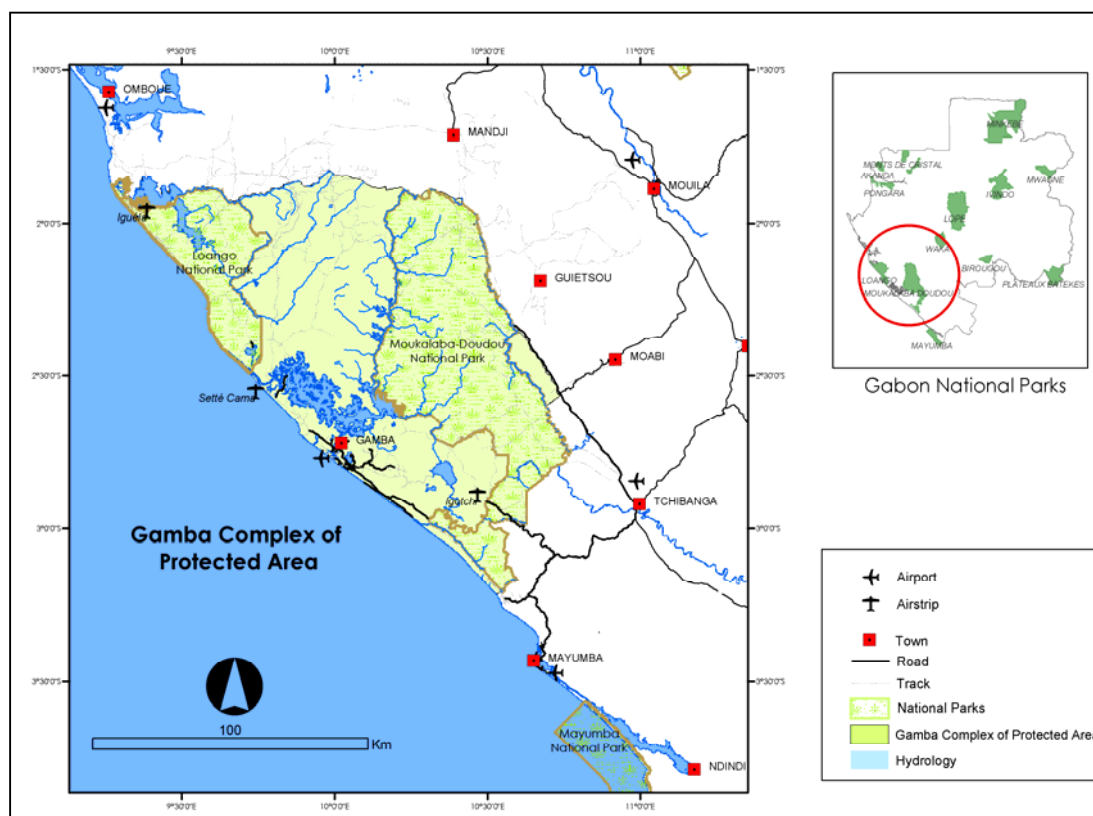 9°30'0"E
10°0'0"E
10°30'0"E
11°0'0"E
1°30'0"S
1°30'0"S
OMBOUE
MANDJI
MOUILA
2°0'0"S
2°0'0"S
Iguéla
Loango
National Park
GUIETSOU
Moukalaba-Doudou
National Park
MOABI
2°30'0"S
2°30'0"S
Setté Cama
GAMBA
TCHIBANGA
3°0'0"S
3°0'0"S
Gamba Complex of
Protected Area
MAYUMBA
3°30'0"S
3°30'0"S
100
Km
Mayumba
National Park
NDINDI
9°30'0"E
10°0'0"E
10°30'0"E
11°0'0"E
MINKEBE
MONTS DE CRISTAL
AKANDA
PONGARA
MWAGNE
IVINDO
LOPE
WAKA
BIROUGOU
LOANGO
MOUKALABA DOUDOU
PLATEAUX BATEKES
MAYUMBA
Gabon National Parks
Airport
Airstrip
Town
Road
Track
National Parks
Gamba Complex of Protected Area
Hydrology